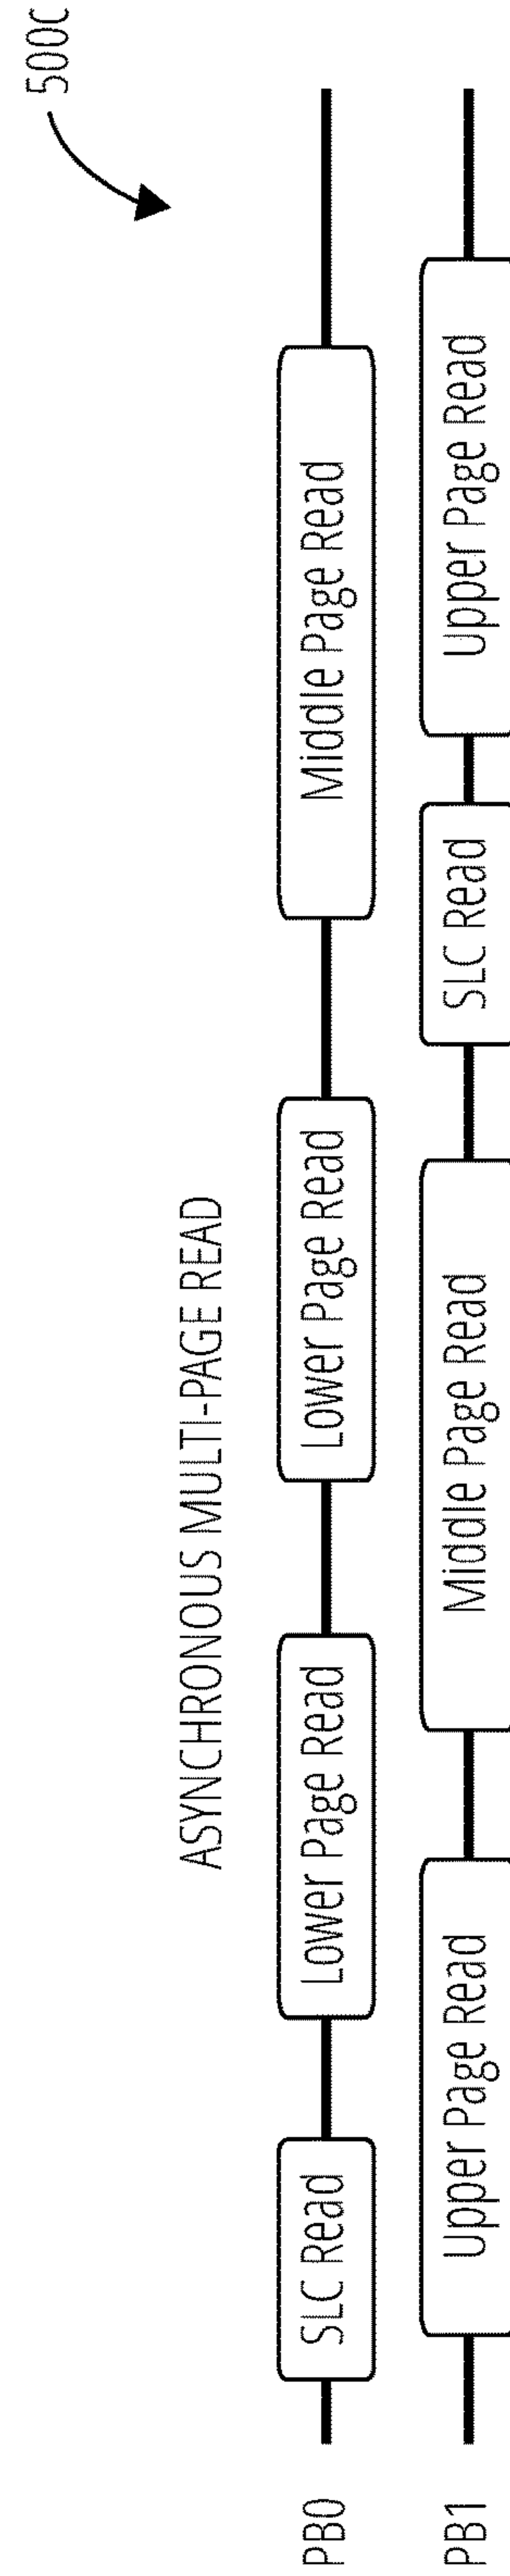 500C
ASYNCHRONOUS MULTI-PAGE READ
PB0 SLC Read Lower Page Read Lower Page Read Middle Page Read
PB1 Upper Page Read Middle Page Read SLC Read Upper Page Read